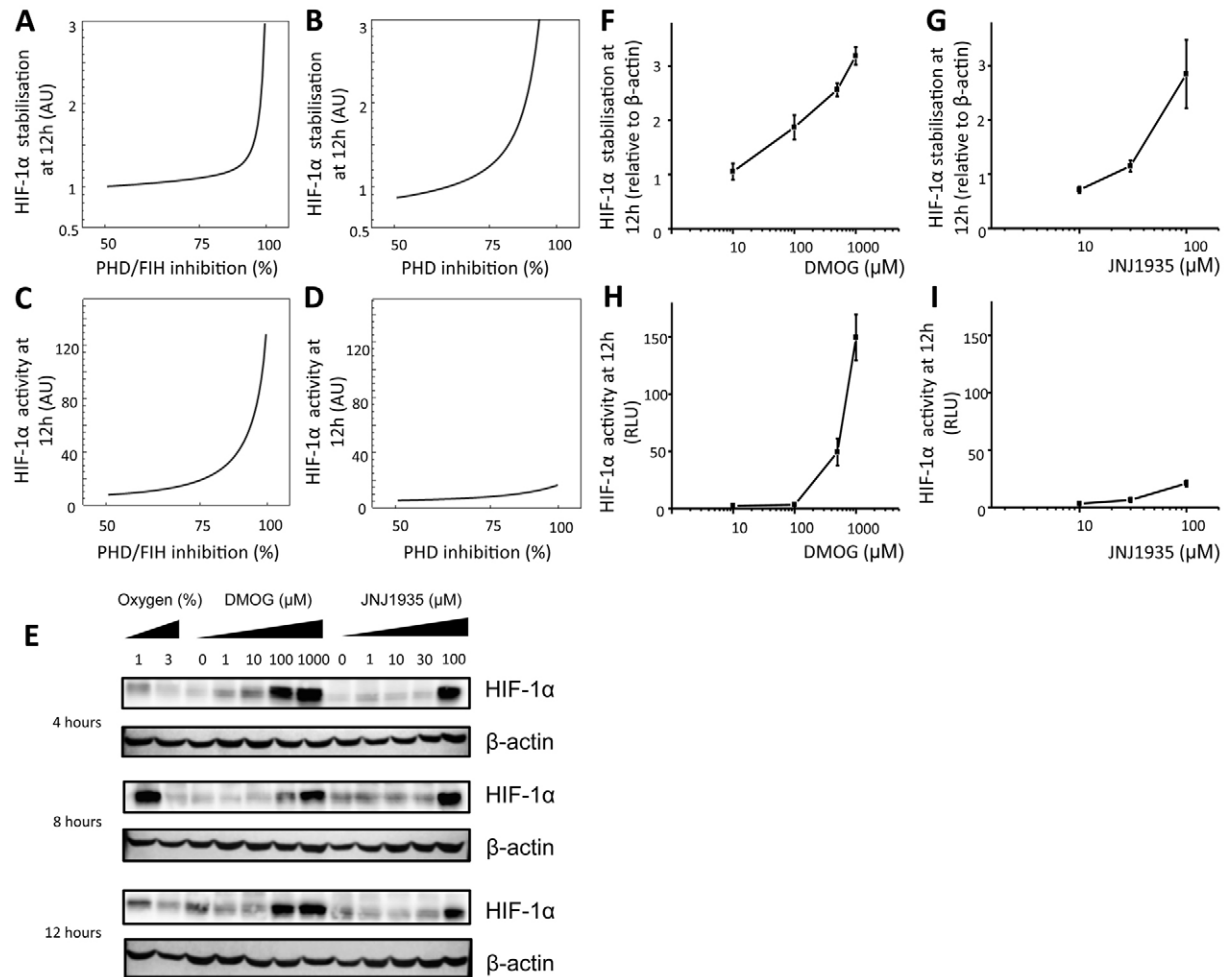 A
HIF-1α stabilisation
at 12h (AU)
3
2
1
0.5
50
75
100
PHD/FIH inhibition (%)
B
HIF-1α stabilisation
at 12h (AU)
3
2
1
0.5
50
75
100
PHD inhibition (%)
F
HIF-1α stabilisation at
12h (relative to β-actin)
3
2
1
0
10
100
1000
DMOG (μM)
G
HIF-1α stabilisation at
12h (relative to β-actin)
3
2
1
0
10
100
JNJ1935 (μM)
C
HIF-1α activity at
12h (AU)
120
80
40
0
50
75
100
PHD/FIH inhibition (%)
D
HIF-1α activity at
12h (AU)
120
80
40
0
50
75
100
PHD inhibition (%)
H
HIF-1α activity at 12h
(RLU)
150
100
50
0
10
100
1000
DMOG (μM)
I
HIF-1α activity at 12h
(RLU)
150
100
50
0
10
100
JNJ1935 (μM)
E
Oxygen (%) DMOG (μM) JNJ1935 (μM)
1 3 0 1 10 100 1000 0 1 10 30 100
HIF-1α
4 hours
β-actin
HIF-1α
8 hours
β-actin
HIF-1α
12 hours
β-actin